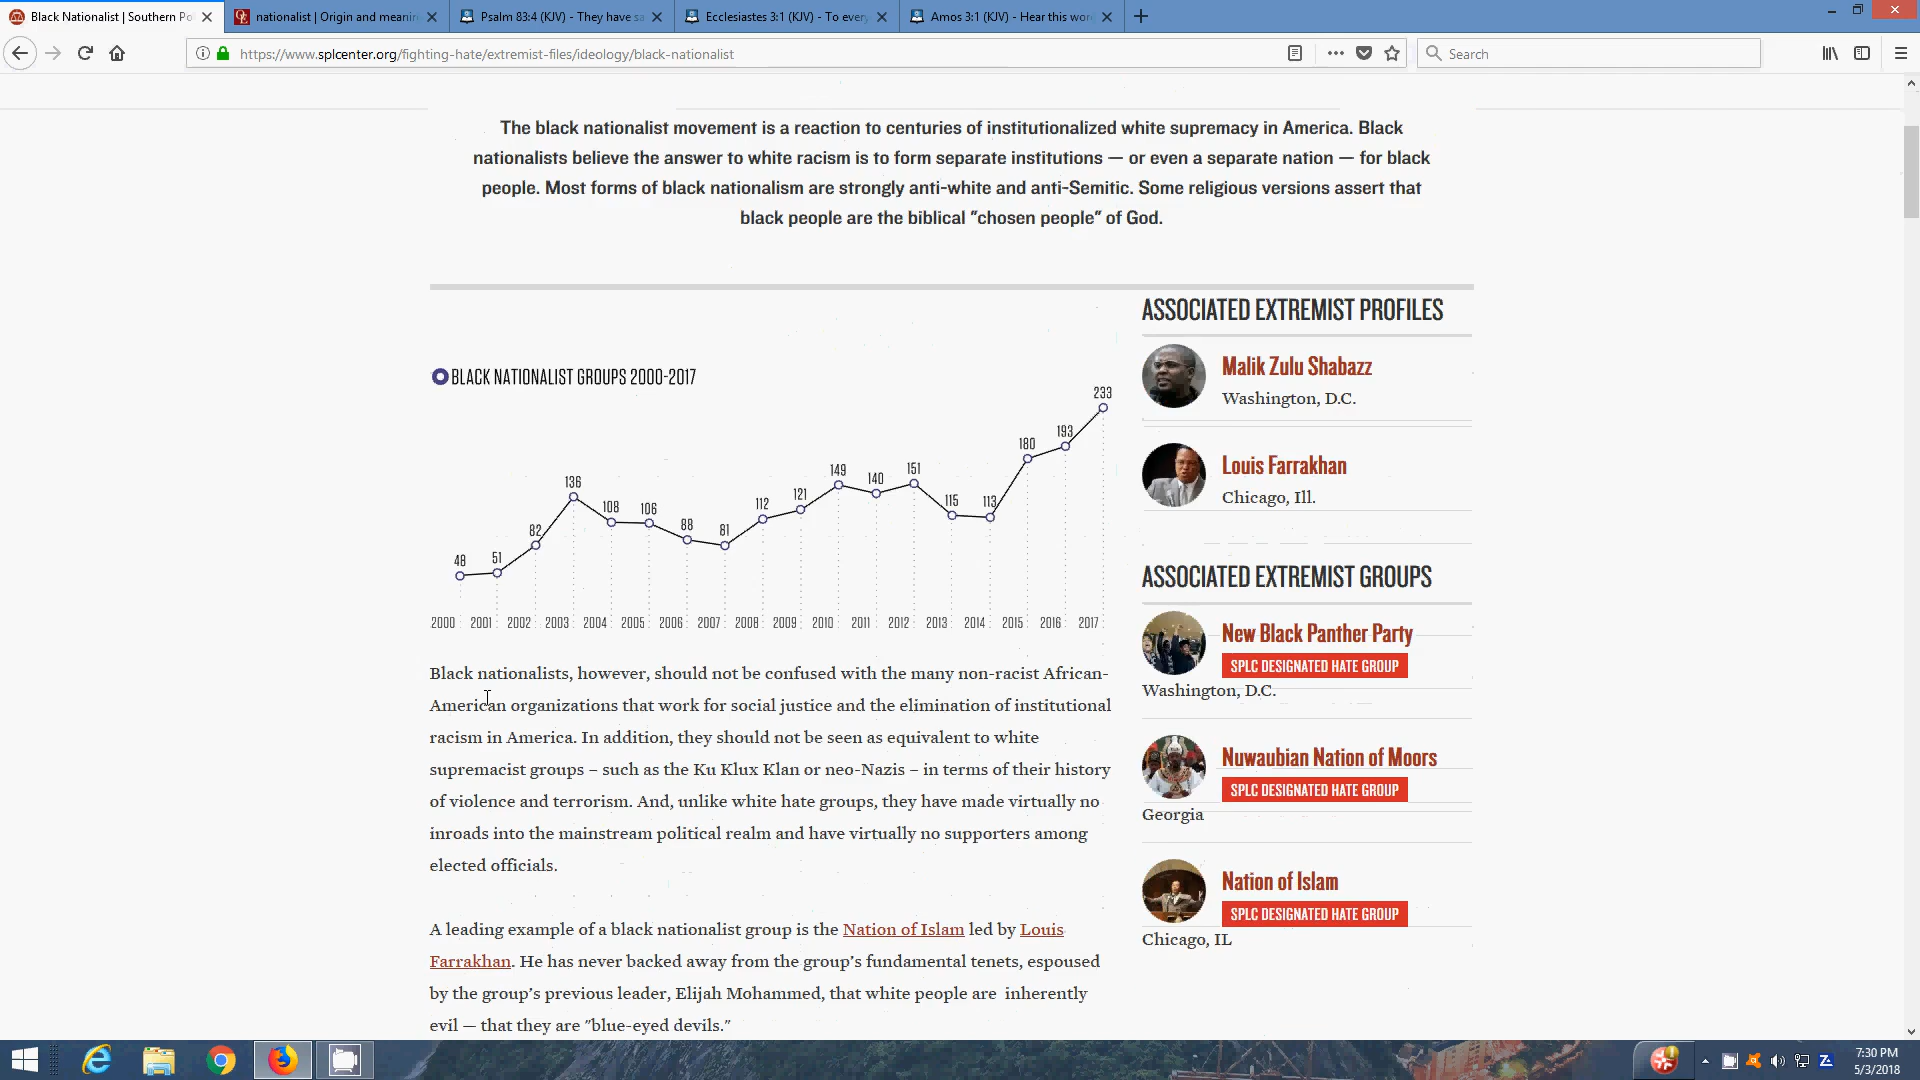 Black Nationalist | Southern Po
nationalist | Origin and meanin
Psalm 83:4 (KJV) - They have sa
Ecclesiastes 3:1 (KJV) - To every
Amos 3:1 (KJV) - Hear this word
https://www.splcenter.org/fighting-hate/extremist-files/ideology/black-nationalist
Search
The black nationalist movement is a reaction to centuries of institutionalized white supremacy in America. Black
nationalists believe the answer to white racism is to form separate institutions — or even a separate nation — for black
people. Most forms of black nationalism are strongly anti-white and anti-Semitic. Some religious versions assert that
black people are the biblical "chosen people" of God.
BLACK NATIONALIST GROUPS 2000-2017
48 51 82 136 108 106 88 81 112 121 149 140 151 115 113 180 193 233
2000 2001 2002 2003 2004 2005 2006 2007 2008 2009 2010 2011 2012 2013 2014 2015 2016 2017
Black nationalists, however, should not be confused with the many non-racist African-
American organizations that work for social justice and the elimination of institutional
racism in America. In addition, they should not be seen as equivalent to white
supremacist groups – such as the Ku Klux Klan or neo-Nazis – in terms of their history
of violence and terrorism. And, unlike white hate groups, they have made virtually no
inroads into the mainstream political realm and have virtually no supporters among
elected officials.
A leading example of a black nationalist group is the Nation of Islam led by Louis
Farrakhan. He has never backed away from the group's fundamental tenets, espoused
by the group's previous leader, Elijah Mohammed, that white people are inherently
evil — that they are "blue-eyed devils."
ASSOCIATED EXTREMIST PROFILES
Malik Zulu Shabazz
Washington, D.C.
Louis Farrakhan
Chicago, Ill.
ASSOCIATED EXTREMIST GROUPS
New Black Panther Party
SPLC DESIGNATED HATE GROUP
Washington, D.C.
Nuwaubian Nation of Moors
SPLC DESIGNATED HATE GROUP
Georgia
Nation of Islam
SPLC DESIGNATED HATE GROUP
Chicago, IL
7:30 PM
5/3/2018